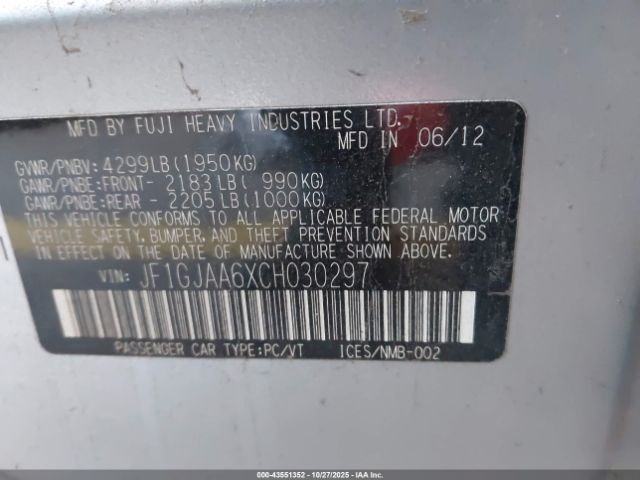 MFD BY FUJI HEAVY INDUSTRIES LTD.
MFD IN 06/12
GVWR/PNBV: 4299LB(1950KG)
GAWR/PNBE:FRONT- 2183LB( 990KG)
GAWR/PNBE:REAR - 2205LB(1000KG)
THIS VEHICLE CONFORMS TO ALL APPLICABLE FEDERAL MOTOR
VEHICLE SAFETY, BUMPER, AND THEFT PREVENTION STANDARDS
IN EFFECT ON THE DATE OF MANUFACTURE SHOWN ABOVE.
VIN: JF1GJAA6XCH030297
PASSENGER CAR TYPE:PC/VT ICES/NMB-002
000-43551352 | 10/27/2025 | IAAI.COM